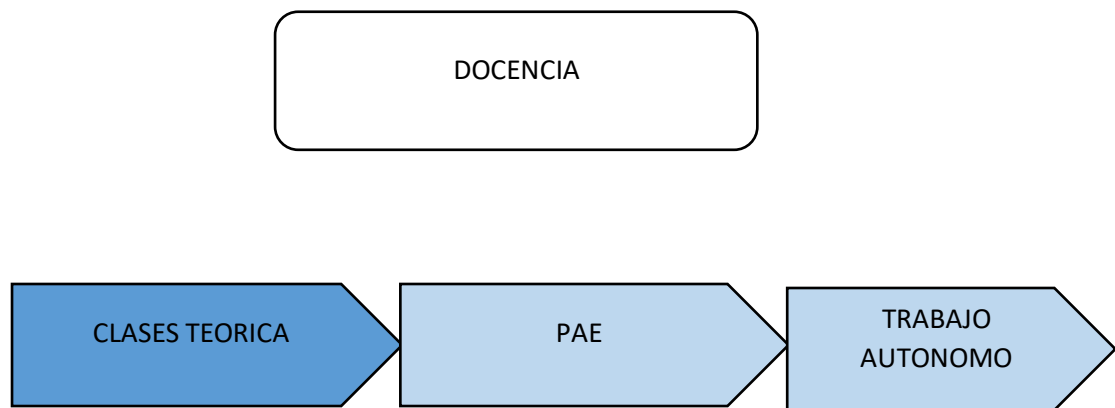 DOCENCIA
CLASES TEORICA
PAE
TRABAJO
AUTONOMO